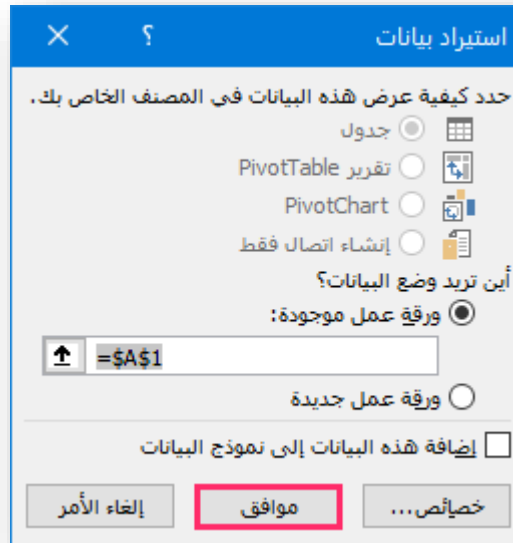 استيراد بيانات ؟
حدد كيفية عرض هذه البيانات في المصنف الخاص بك.
جدول
تقرير PivotTable
PivotChart
إنشاء اتصال فقط
أين تريد وضع البيانات؟
ورقة عمل موجودة:
=$A$1
ورقة عمل جديدة
إضافة هذه البيانات إلى نموذج البيانات
خصائص... موافق إلغاء الأمر